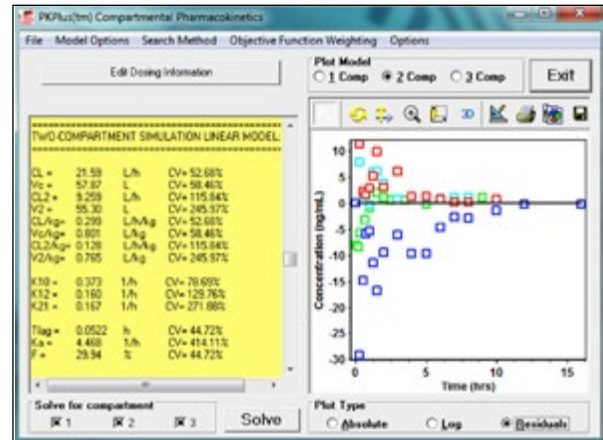 PKPlus(tm) Compartmental Pharmacokinetics
File Model Options Search Method Objective Function Weighting Options
Edit Dosing Information
Plot Model
1 Comp 2 Comp 3 Comp
Exit
TWO-COMPARTMENT SIMULATION LINEAR MODEL:
CL = 21.59 L/h CV= 52.68%
Vc = 57.87 L CV= 58.46%
CL2 = 9.259 L/h CV= 115.84%
V2 = 55.30 L CV= 245.97%
CL/kg= 0.299 L/h/kg CV= 52.68%
Vc/kg= 0.801 L/kg CV= 58.46%
CL2/kg= 0.128 L/h/kg CV= 115.84%
V2/kg= 0.765 L/kg CV= 245.97%
K10 = 0.373 1/h CV= 78.69%
K12 = 0.160 1/h CV= 129.76%
K21 = 0.167 1/h CV= 271.88%
Tlag = 0.0522 h CV= 44.72%
Ka = 4.468 1/h CV= 414.11%
F = 29.94 % CV= 44.72%
3D
10
5
0
-5
-10
-15
-20
-25
-30
Concentration (ng/mL)
0 5 10 15
Time (hrs)
Solve for compartment
1 2 3
Solve
Plot Type
Absolute Log Residuals